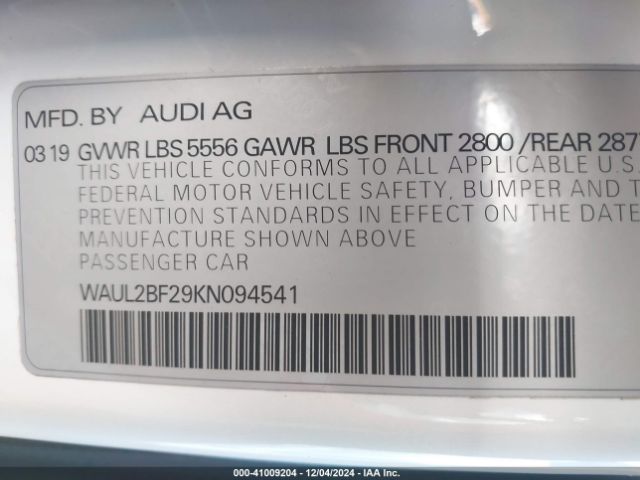 MFD. BY AUDI AG
03 19 GVWR LBS 5556 GAWR LBS FRONT 2800 /REAR 287
THIS VEHICLE CONFORMS TO ALL APPLICABLE U.S.
FEDERAL MOTOR VEHICLE SAFETY, BUMPER AND T
PREVENTION STANDARDS IN EFFECT ON THE DATE
MANUFACTURE SHOWN ABOVE
PASSENGER CAR
WAUL2BF29KN094541
000-41009204 - 12/04/2024 - IAA Inc.